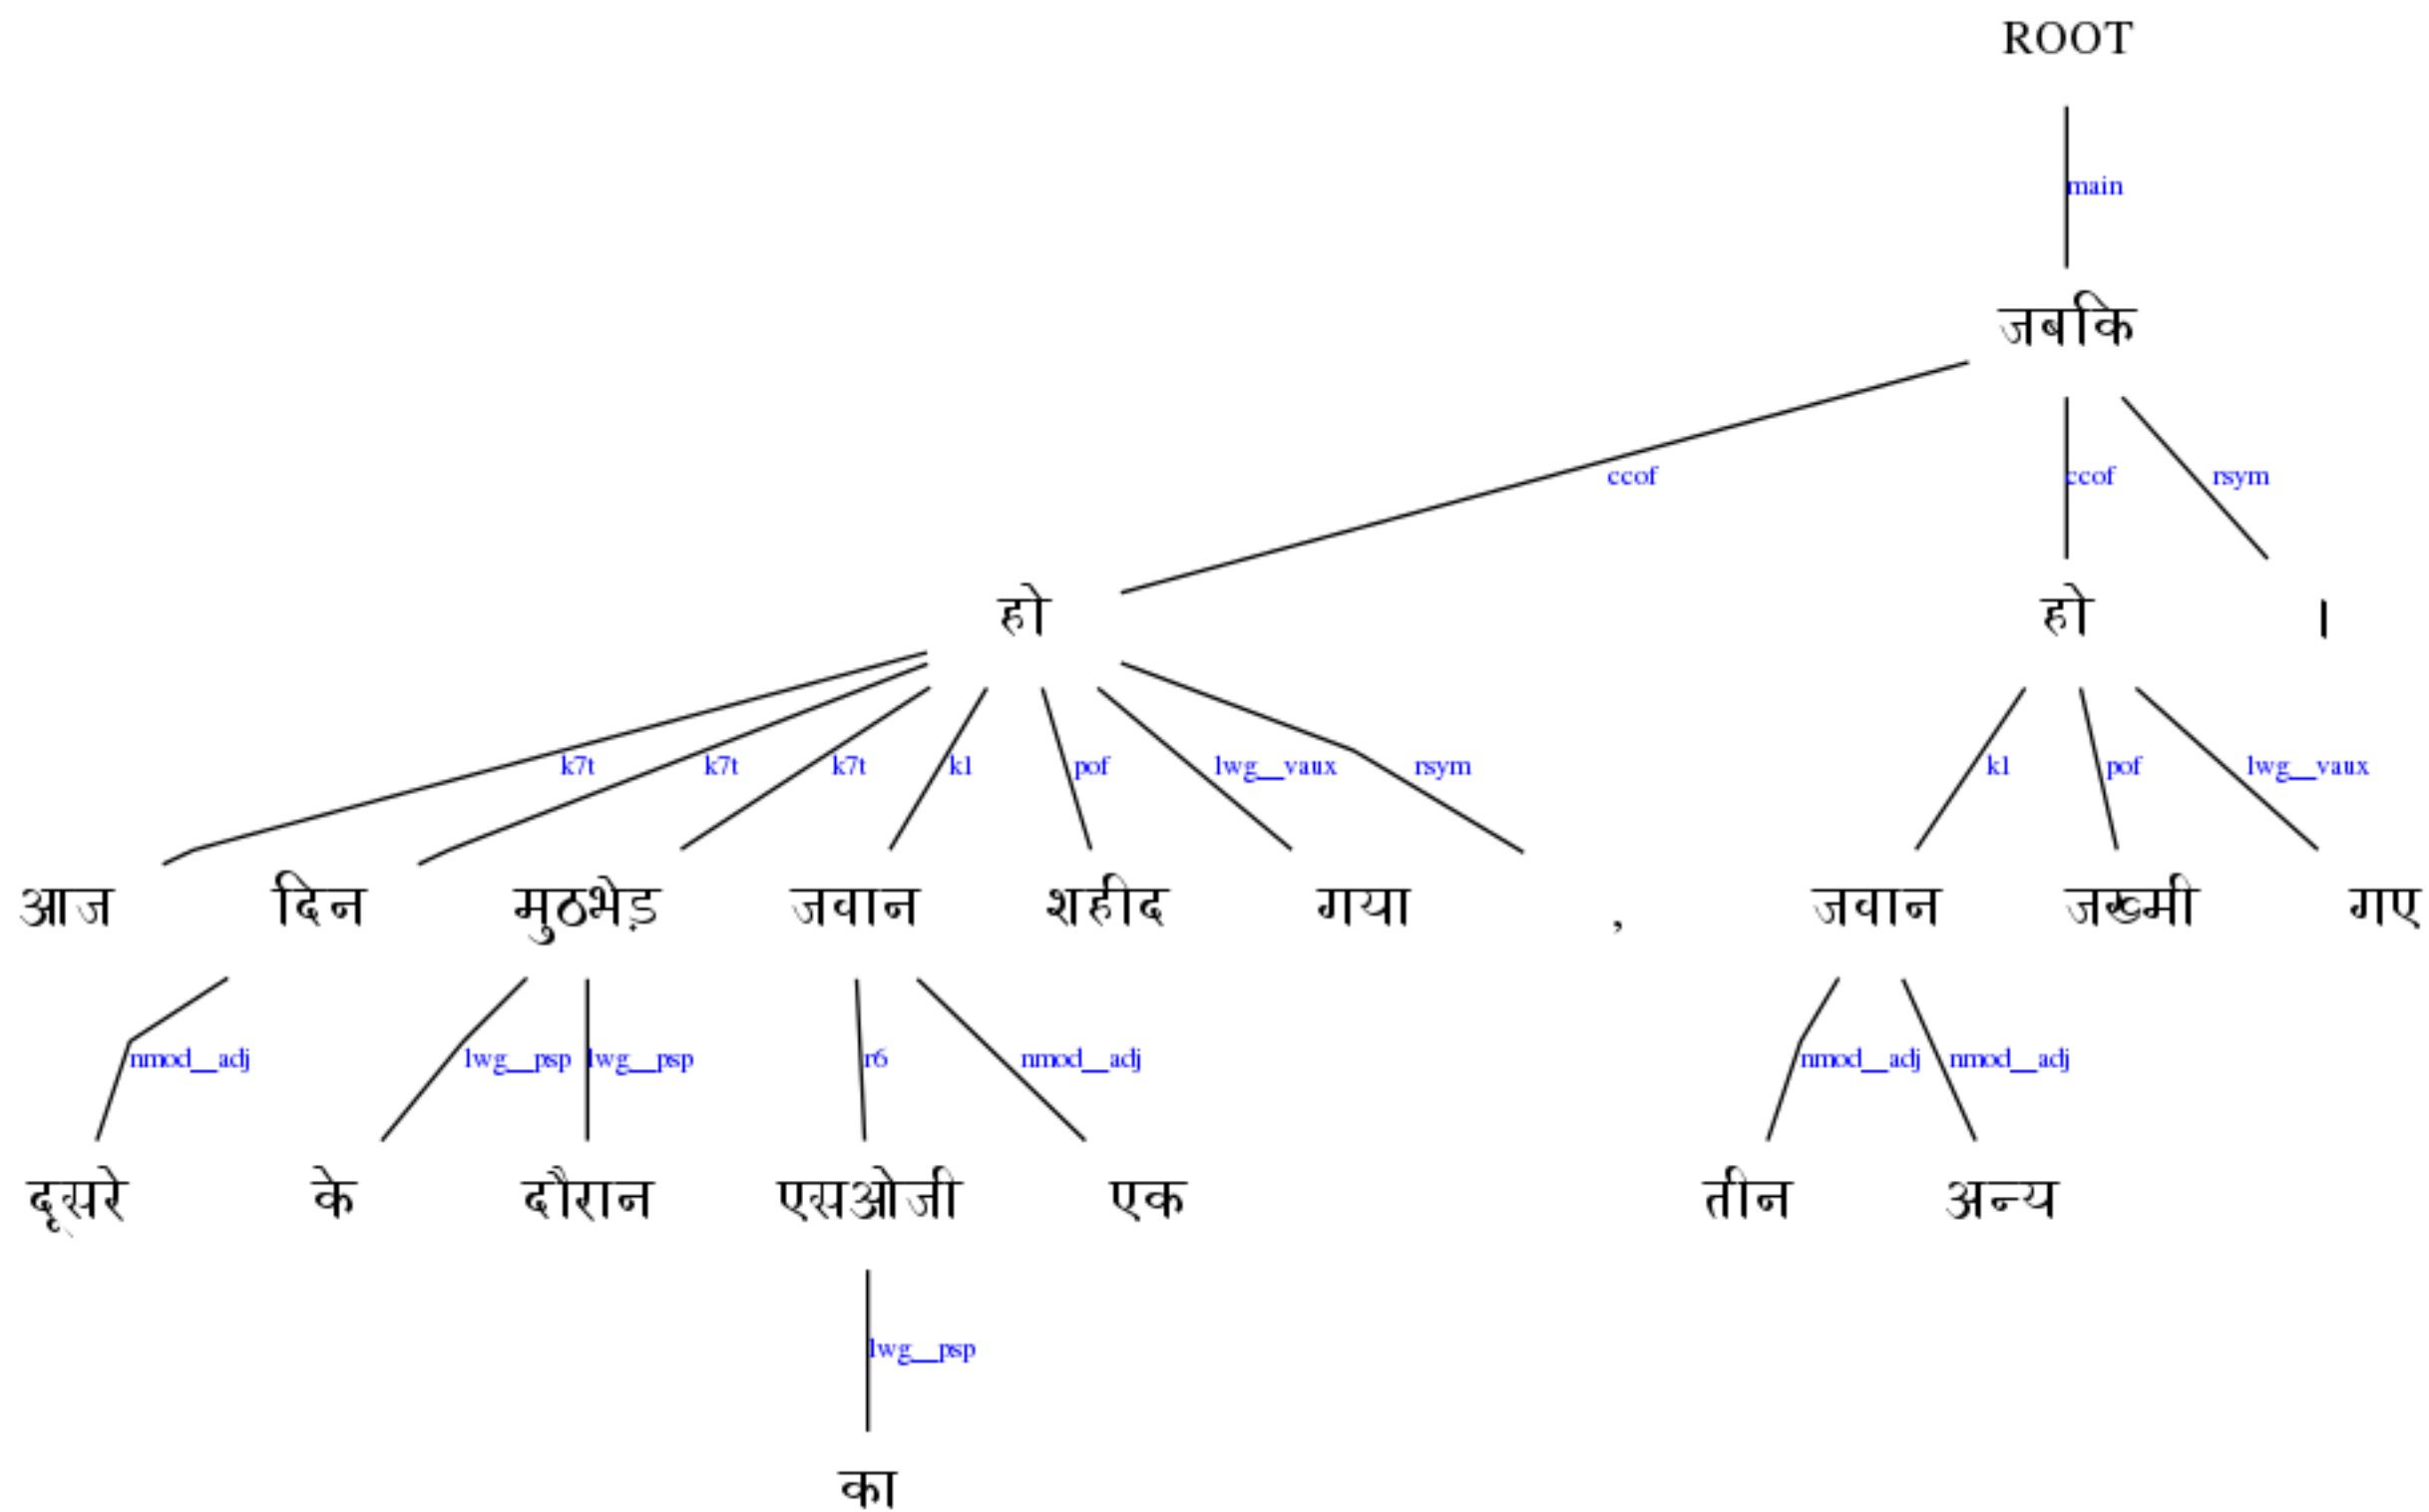 ROOT
main
जबकि
ccof ccof rsym
हो हो ।
k7t k7t k7t k1 pof lwg__vaux rsym k1 pof lwg__vaux
आज दिन मुठभेड़ जवान शहीद गया , जवान जख्मी गए
nmod__adj lwg__psp lwg__psp r6 nmod__adj nmod__adj nmod__adj
दूसरे के दौरान एसओजी एक तीन अन्य
lwg__psp
का